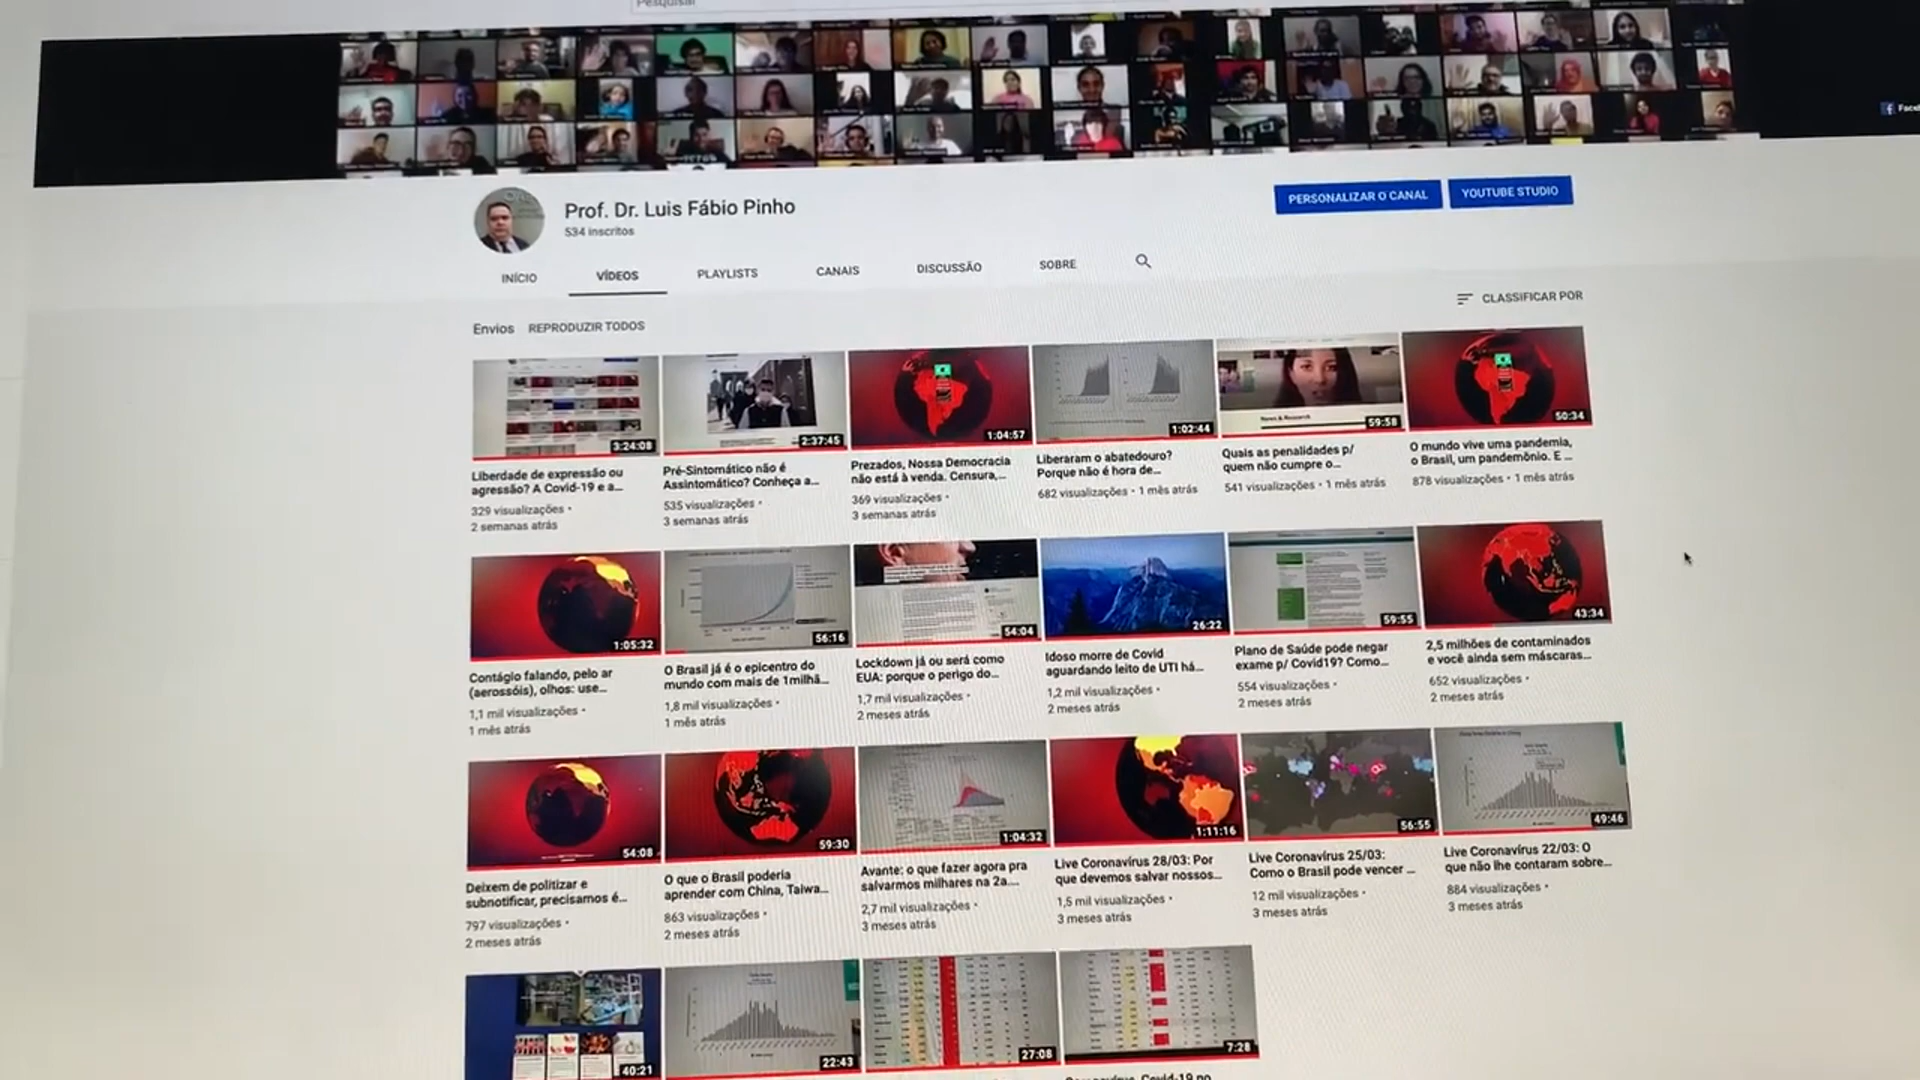 Pesquisar
Prof. Dr. Luis Fábio Pinho
534 inscritos
PERSONALIZAR O CANAL
YOUTUBE STUDIO
INÍCIO
VÍDEOS
PLAYLISTS
CANAIS
DISCUSSÃO
SOBRE
CLASSIFICAR POR
Envios
REPRODUZIR TODOS
3:24:08
2:37:45
1:04:57
1:02:44
News & Research
59:58
50:34
Liberdade de expressão ou
agressão? A Covid-19 e a...
329 visualizações •
2 semanas atrás
Pré-Sintomático não é
Assintomático? Conheça a...
535 visualizações •
3 semanas atrás
Prezados, Nossa Democracia
não está à venda. Censura,...
369 visualizações •
3 semanas atrás
Liberaram o abatedouro?
Porque não é hora de...
682 visualizações • 1 mês atrás
Quais as penalidades p/
quem não cumpre o...
541 visualizações • 1 mês atrás
O mundo vive uma pandemia,
o Brasil, um pandemônio. E ...
878 visualizações • 1 mês atrás
1:05:32
56:16
54:04
26:22
59:55
43:34
Contágio falando, pelo ar
(aerossóis), olhos: use...
1,1 mil visualizações •
1 mês atrás
O Brasil já é o epicentro do
mundo com mais de 1milhã...
1,8 mil visualizações •
1 mês atrás
Lockdown já ou será como
EUA: porque o perigo do...
1,7 mil visualizações •
2 meses atrás
Idoso morre de Covid
aguardando leito de UTI há...
1,2 mil visualizações •
2 meses atrás
Plano de Saúde pode negar
exame p/ Covid19? Como...
554 visualizações •
2 meses atrás
2,5 milhões de contaminados
e você ainda sem máscaras...
652 visualizações •
2 meses atrás
54:08
59:30
1:04:32
1:11:16
56:55
49:46
Deixem de politizar e
subnotificar, precisamos é...
797 visualizações •
2 meses atrás
O que o Brasil poderia
aprender com China, Taiwa...
863 visualizações •
2 meses atrás
Avante: o que fazer agora pra
salvarmos milhares na 2a....
2,7 mil visualizações •
3 meses atrás
Live Coronavírus 28/03: Por
que devemos salvar nossos...
1,5 mil visualizações •
3 meses atrás
Live Coronavírus 25/03:
Como o Brasil pode vencer ...
12 mil visualizações •
3 meses atrás
Live Coronavírus 22/03: O
que não lhe contaram sobre...
884 visualizações •
3 meses atrás
40:21
22:43
27:08
7:28
Covid-19 no